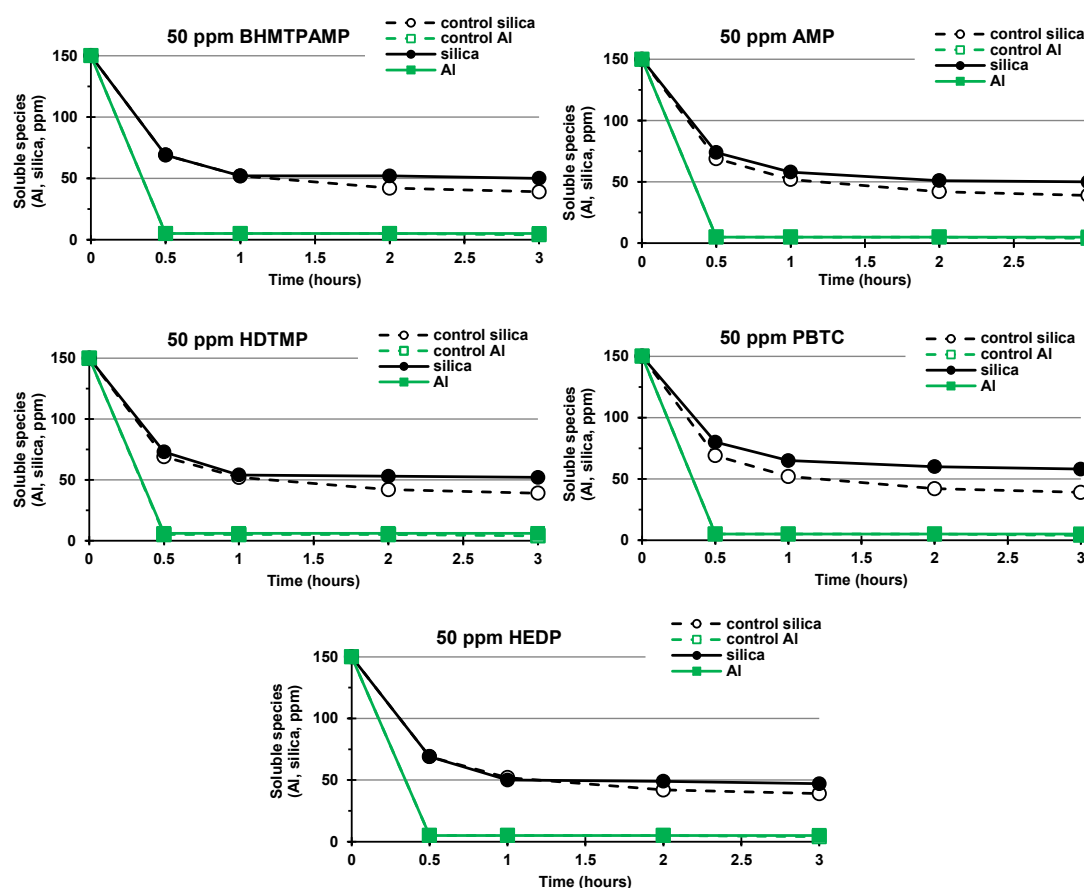 50 ppm BHMTPAMP
control silica
control Al
silica
Al
150
100
50
0
0 0.5 1 1.5 2 2.5 3
Time (hours)
Soluble species
(Al, silica, ppm)
50 ppm AMP
control silica
control Al
silica
Al
150
100
50
0
0 0.5 1 1.5 2 2.5 3
Time (hours)
Soluble species
(Al, silica, ppm)
50 ppm HDTMP
control silica
control Al
silica
Al
150
100
50
0
0 0.5 1 1.5 2 2.5 3
Time (hours)
Soluble species
(Al, silica, ppm)
50 ppm PBTC
control silica
control Al
silica
Al
150
100
50
0
0 0.5 1 1.5 2 2.5 3
Time (hours)
Soluble species
(Al, silica, ppm)
50 ppm HEDP
control silica
control Al
silica
Al
150
100
50
0
0 0.5 1 1.5 2 2.5 3
Time (hours)
Soluble species
(Al, silica, ppm)